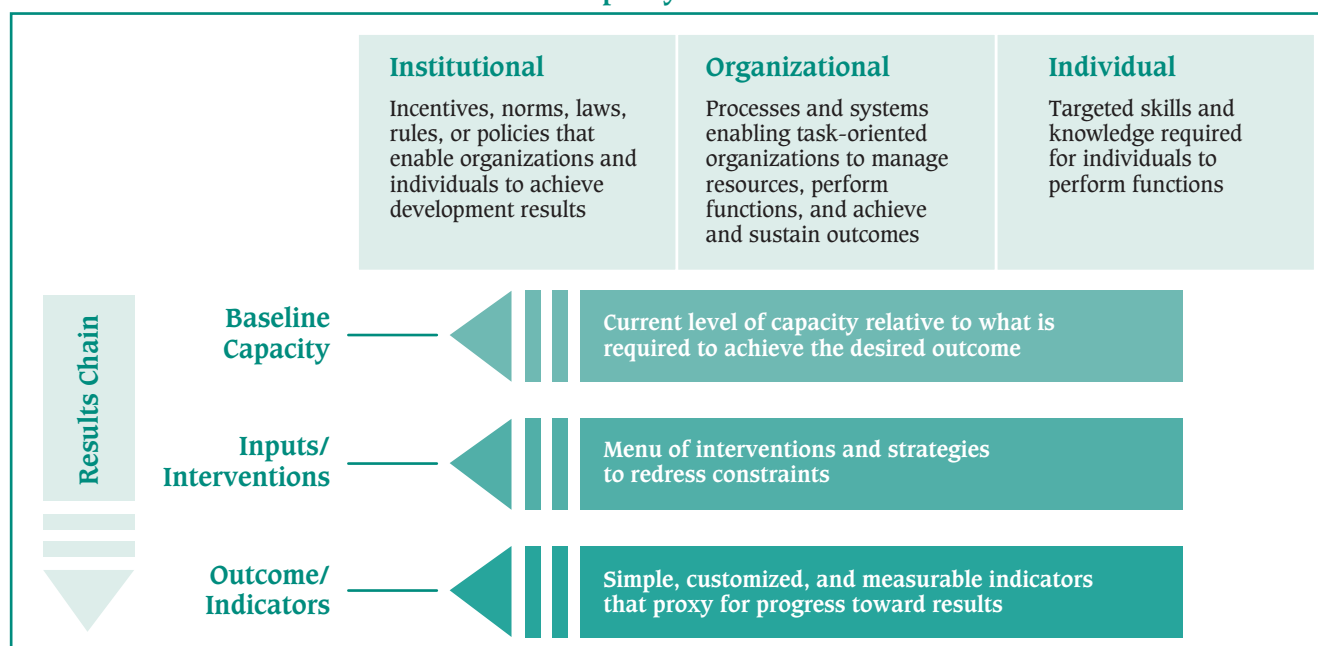 Institutional
Incentives, norms, laws,
rules, or policies that
enable organizations and
individuals to achieve
development results
Organizational
Processes and systems
enabling task-oriented
organizations to manage
resources, perform
functions, and achieve
and sustain outcomes
Individual
Targeted skills and
knowledge required
for individuals to
perform functions
Results Chain
Baseline
Capacity
Current level of capacity relative to what is
required to achieve the desired outcome
Inputs/
Interventions
Menu of interventions and strategies
to redress constraints
Outcome/
Indicators
Simple, customized, and measurable indicators
that proxy for progress toward results